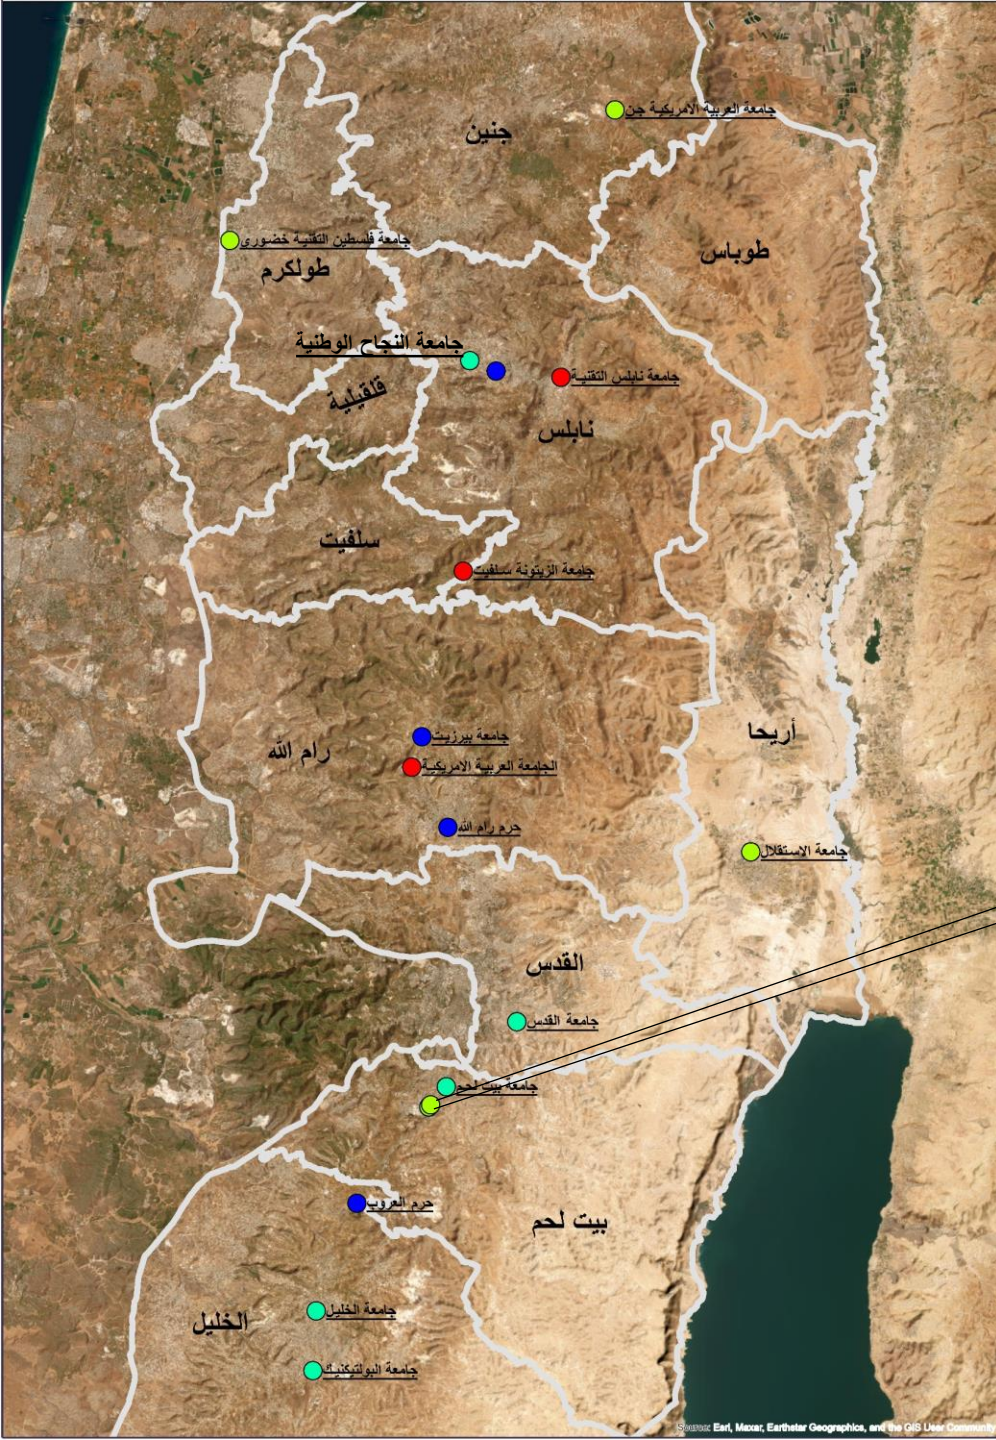 جامعة العربية الامريكية جن
جنين
جامعة فلسطين التقنية خضوري
طوباس
طولكرم
جامعة النجاح الوطنية
جامعة نابلس التقنية
قلقيلية
نابلس
سلفيت
جامعة الزيتونة سلفيت
أريحا
جامعة بيرزيت
رام الله
الجامعة العربية الامريكية
حرم رام الله
جامعة الاستقلال
القدس
جامعة القدس
جامعة بيت لحم
حرم العروب
بيت لحم
جامعة الخليل
الخليل
جامعة البولتيكنيك
Source: Esri, Maxar, Earthstar Geographics, and the GIS User Community